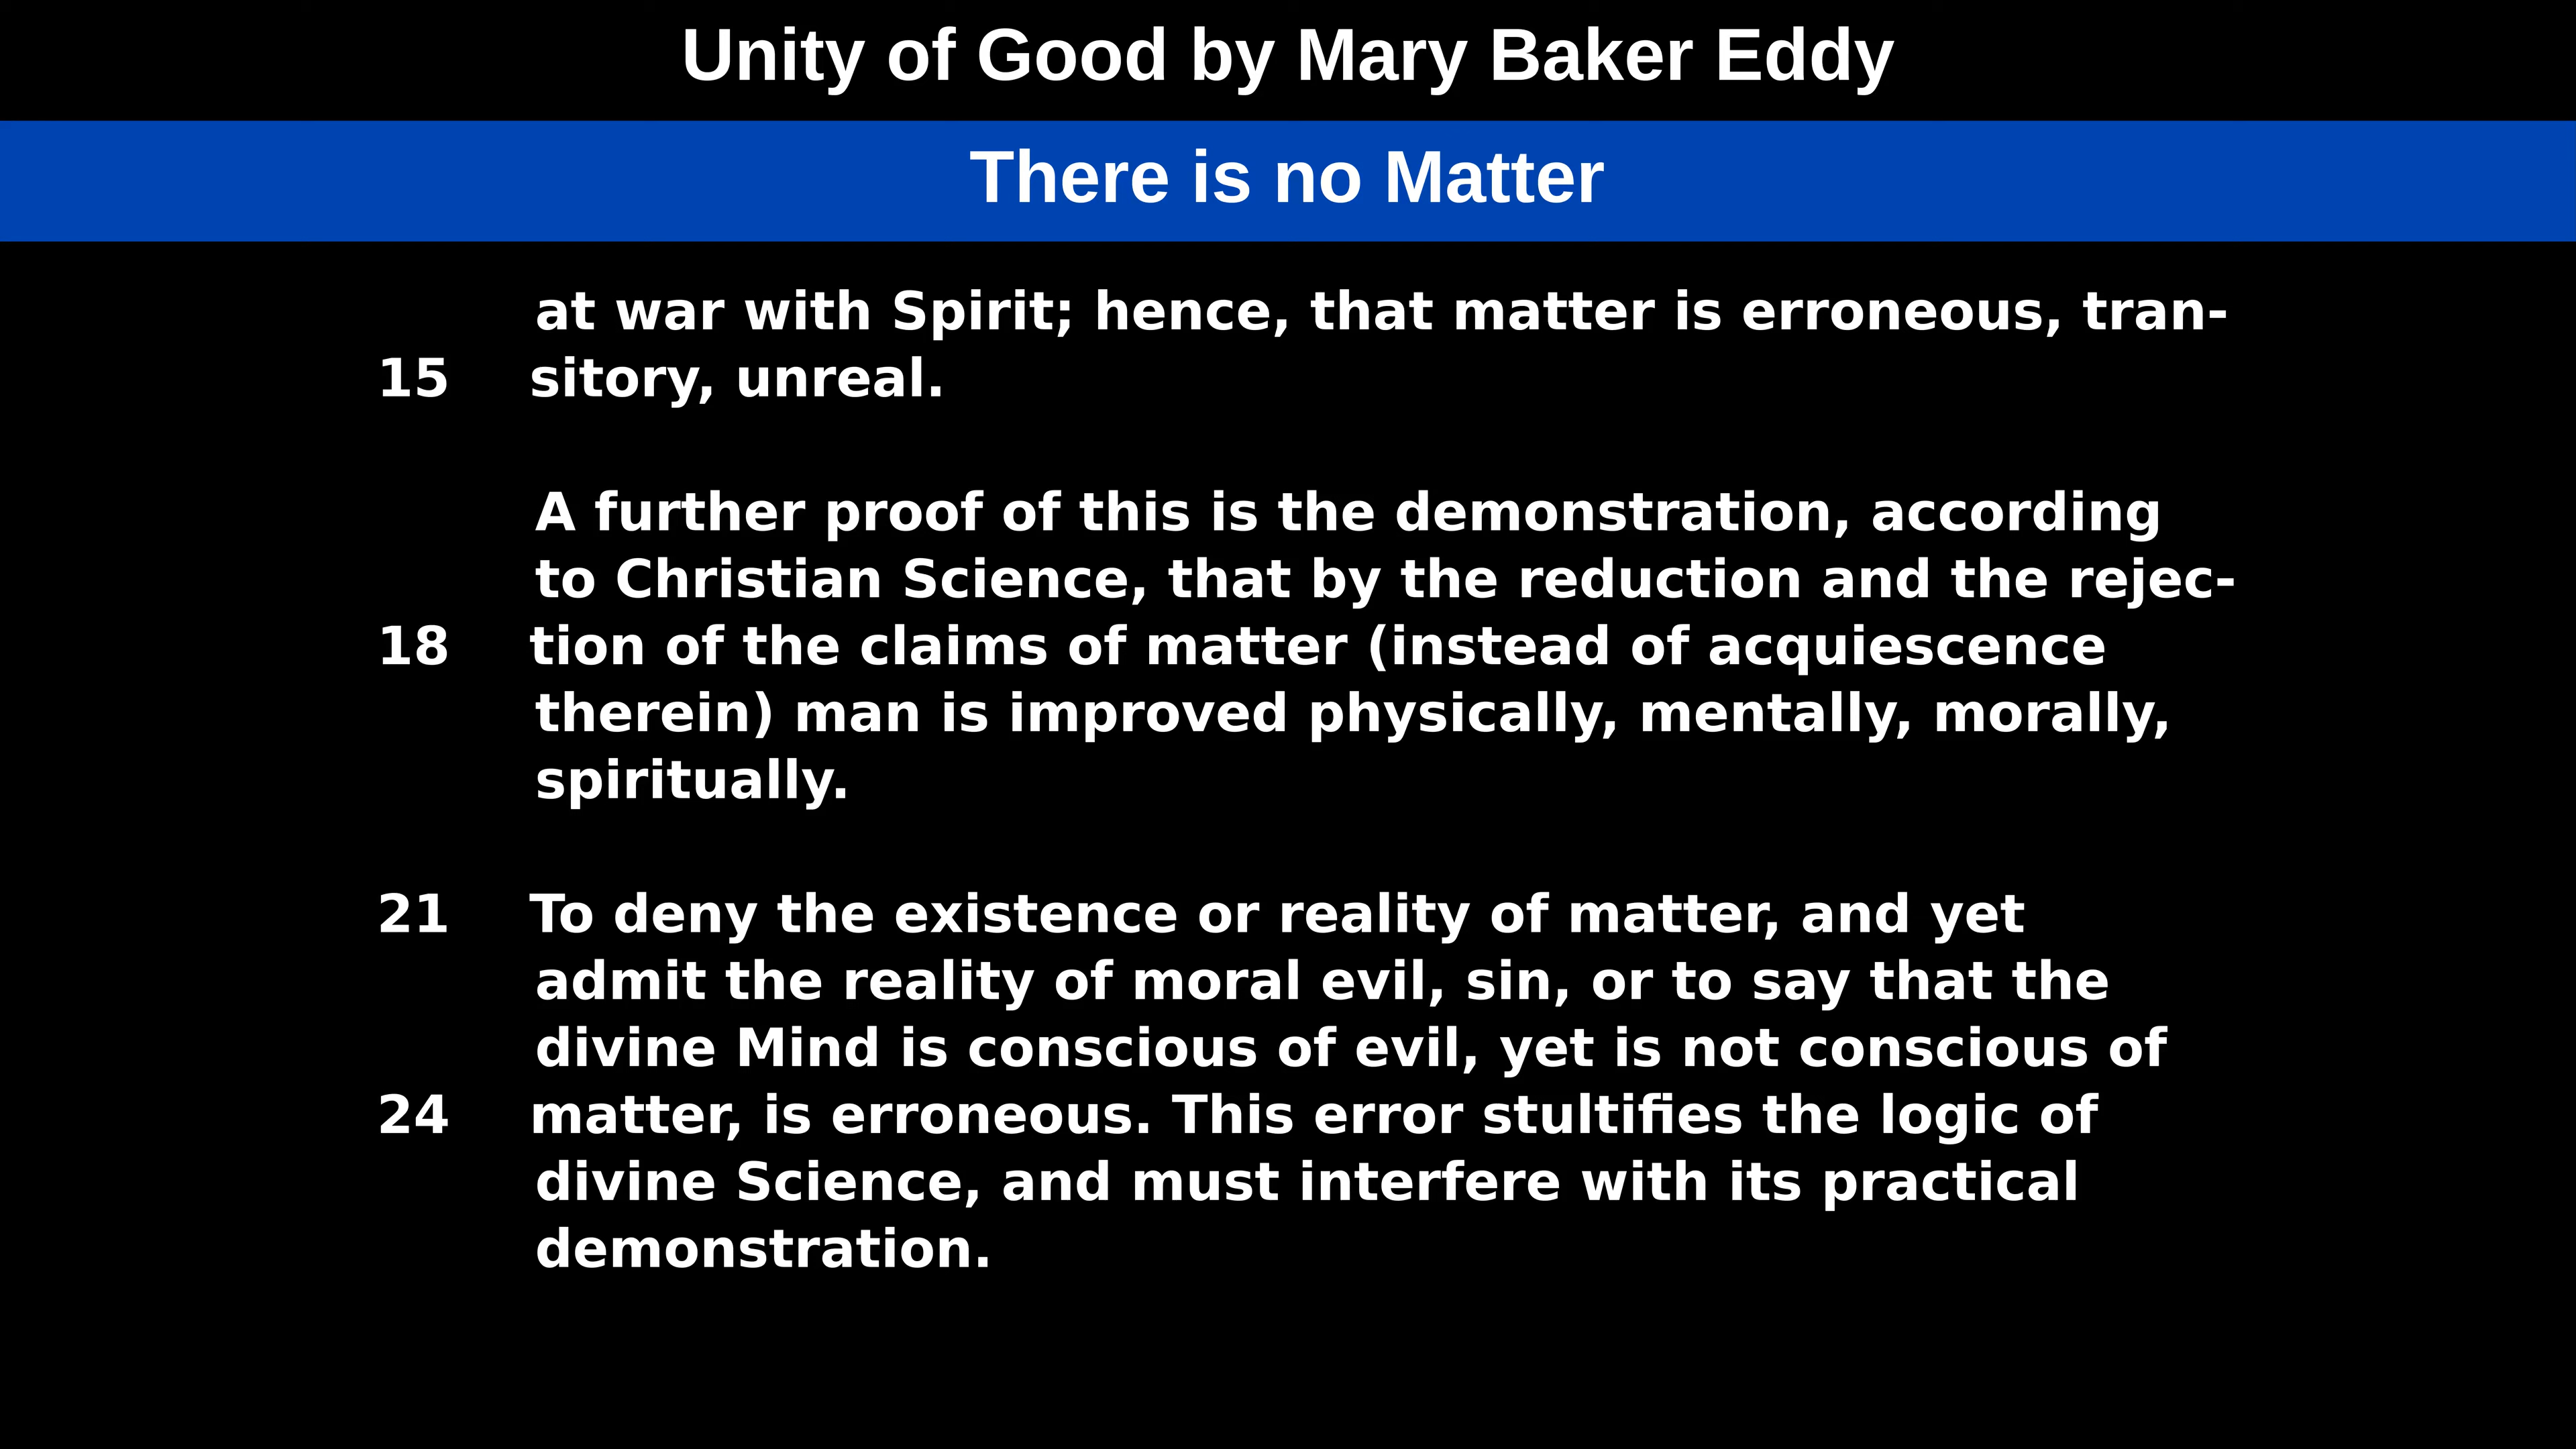 Unity of Good by Mary Baker Eddy
There is no Matter
at war with Spirit; hence, that matter is erroneous, tran-
15 sitory, unreal.
A further proof of this is the demonstration, according
to Christian Science, that by the reduction and the rejec-
18 tion of the claims of matter (instead of acquiescence
therein) man is improved physically, mentally, morally,
spiritually.
21 To deny the existence or reality of matter, and yet
admit the reality of moral evil, sin, or to say that the
divine Mind is conscious of evil, yet is not conscious of
24 matter, is erroneous. This error stultifies the logic of
divine Science, and must interfere with its practical
demonstration.